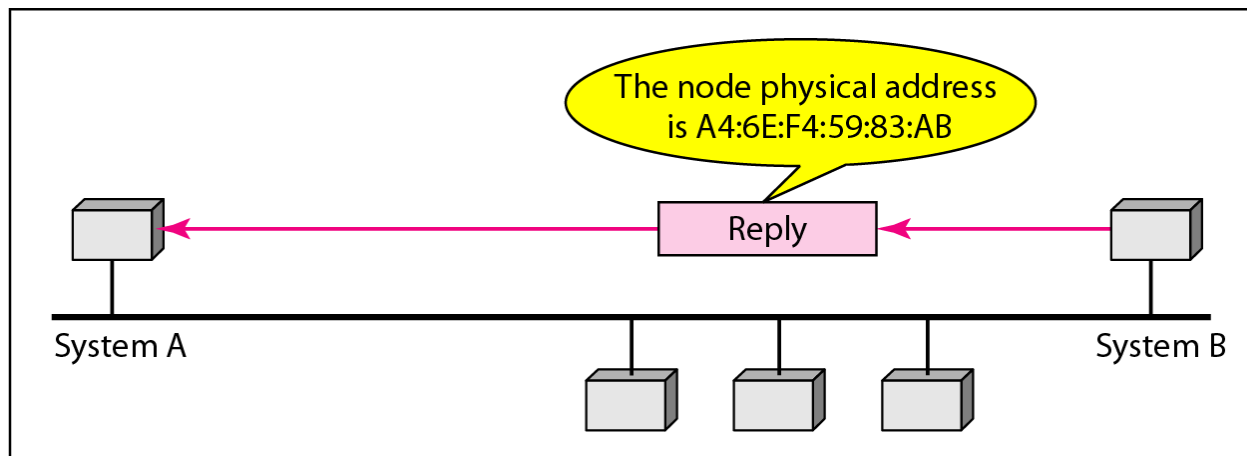 The node physical address
is A4:6E:F4:59:83:AB
Reply
System A
System B